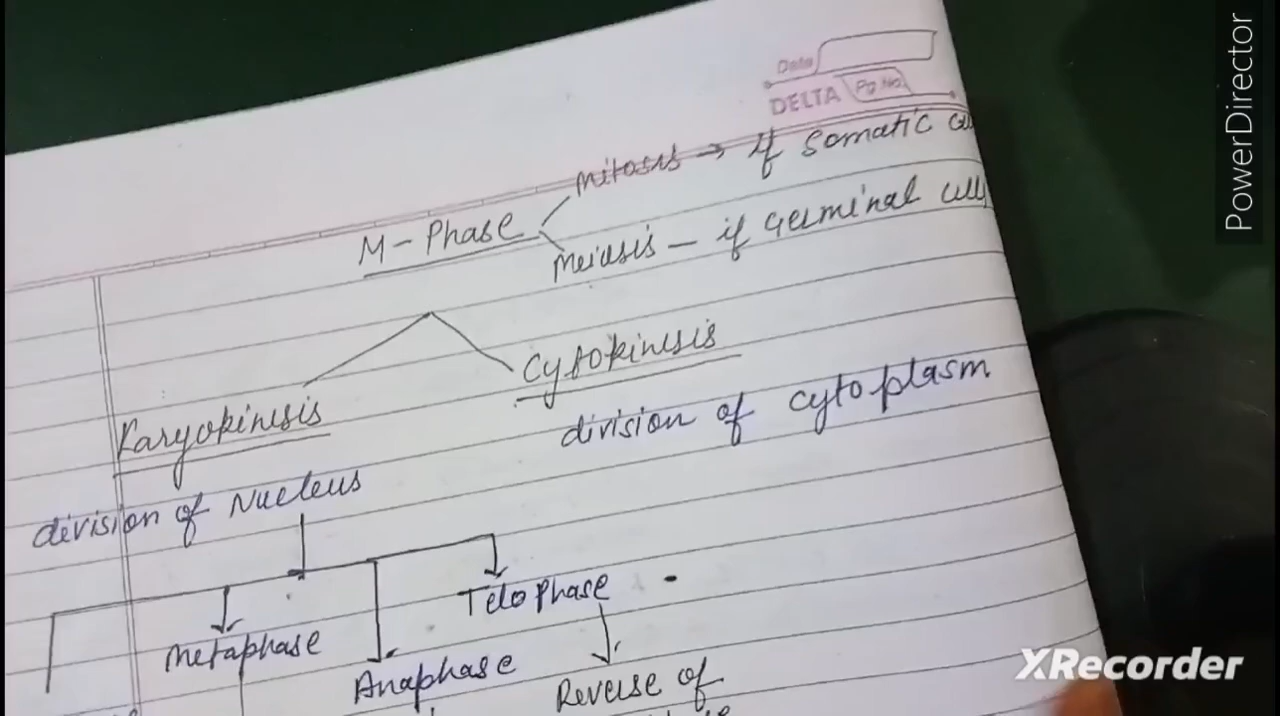 Date
DELTA Pg No.
Mitosis → if Somatic
M-Phase
Meiosis – if Germinal cells
Cytokinesis
division of cytoplasm
Karyokinesis
division of Nucleus
Telophase
Metaphase
Anaphase
Reverse of
PowerDirector
XRecorder